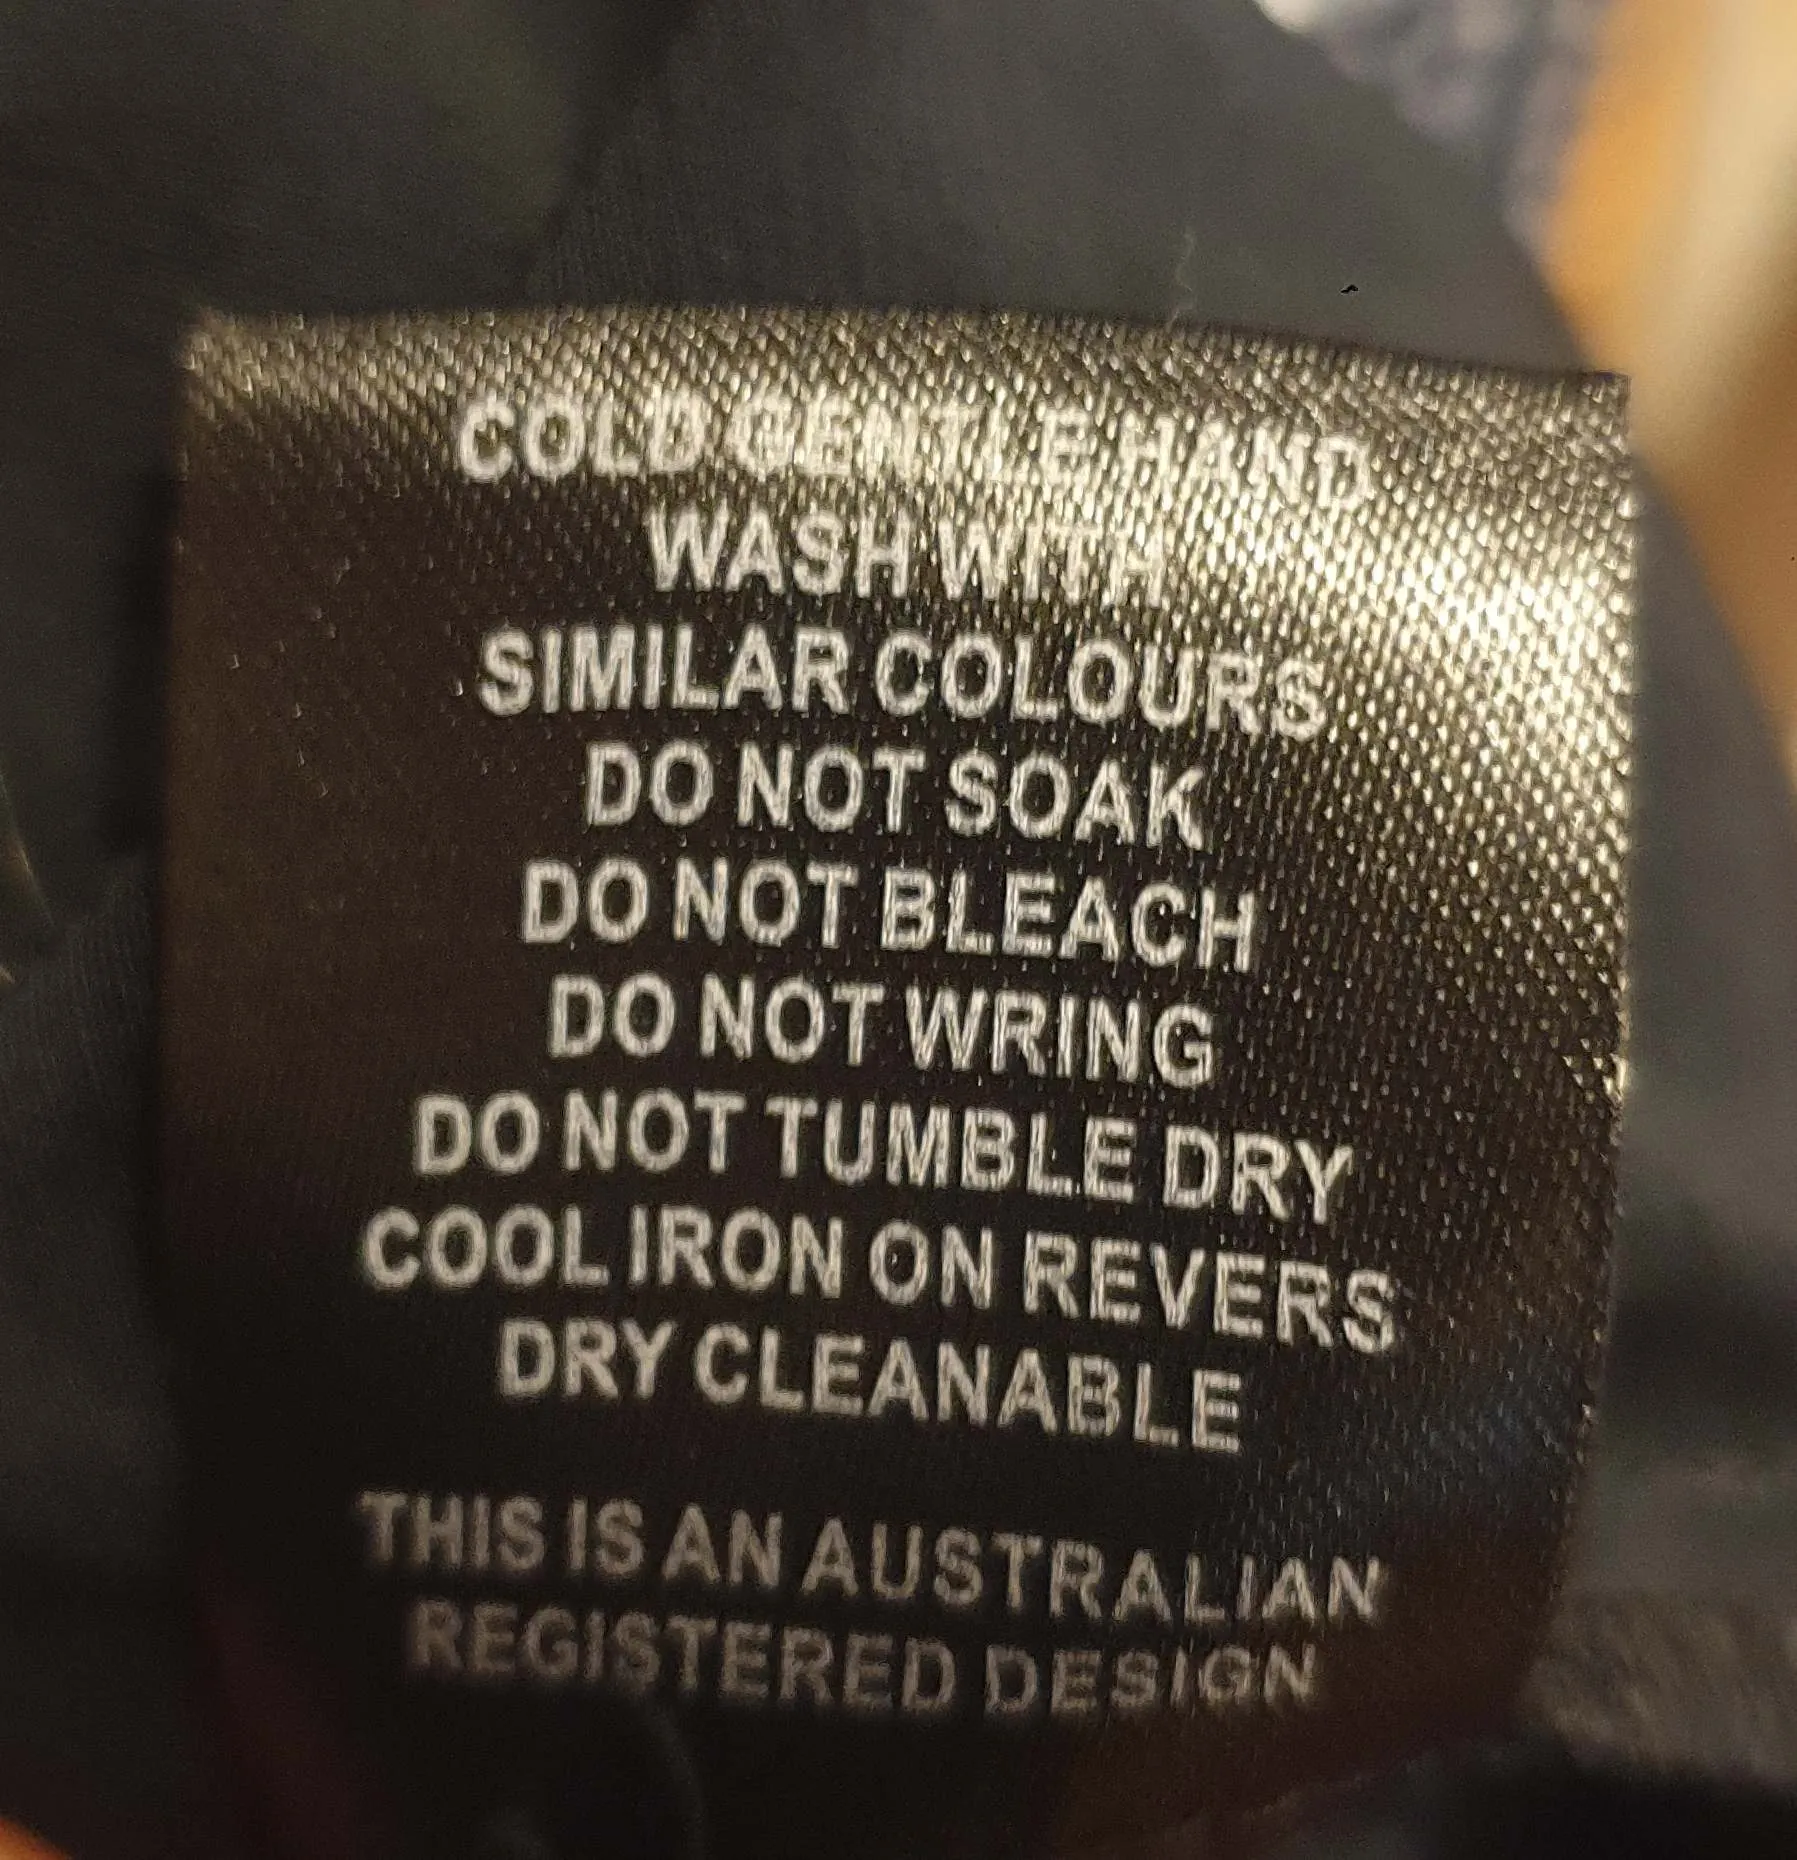 COLD GENTLE HAND
WASH WITH
SIMILAR COLOURS
DO NOT SOAK
DO NOT BLEACH
DO NOT WRING
DO NOT TUMBLE DRY
COOL IRON ON REVERS
DRY CLEANABLE
THIS IS AN AUSTRALIAN
REGISTERED DESIGN